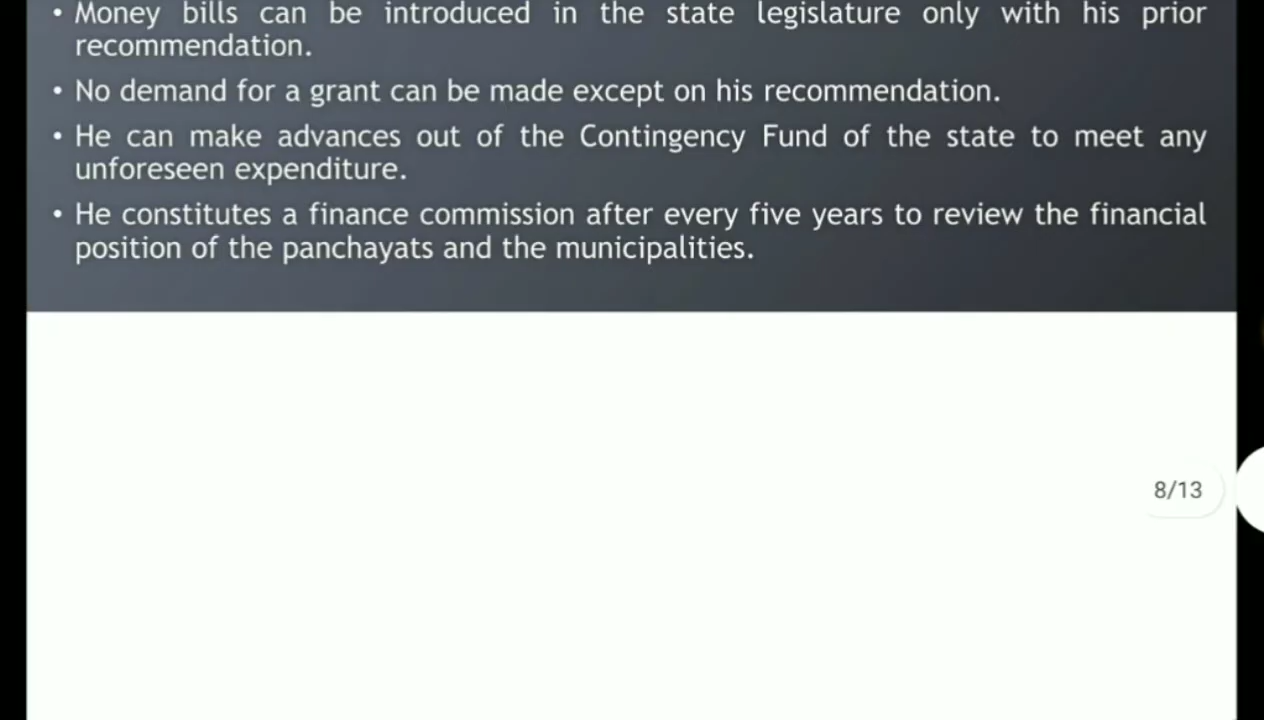 • Money bills can be introduced in the state legislature only with his prior
recommendation.
• No demand for a grant can be made except on his recommendation.
• He can make advances out of the Contingency Fund of the state to meet any
unforeseen expenditure.
• He constitutes a finance commission after every five years to review the financial
position of the panchayats and the municipalities.
8/13